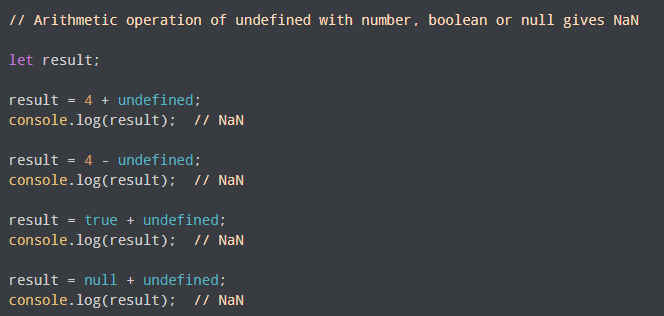 // Arithmetic operation of undefined with number, boolean or null gives NaN
let result;
result = 4 + undefined;
console.log(result);  // NaN
result = 4 - undefined;
console.log(result);  // NaN
result = true + undefined;
console.log(result);  // NaN
result = null + undefined;
console.log(result);  // NaN